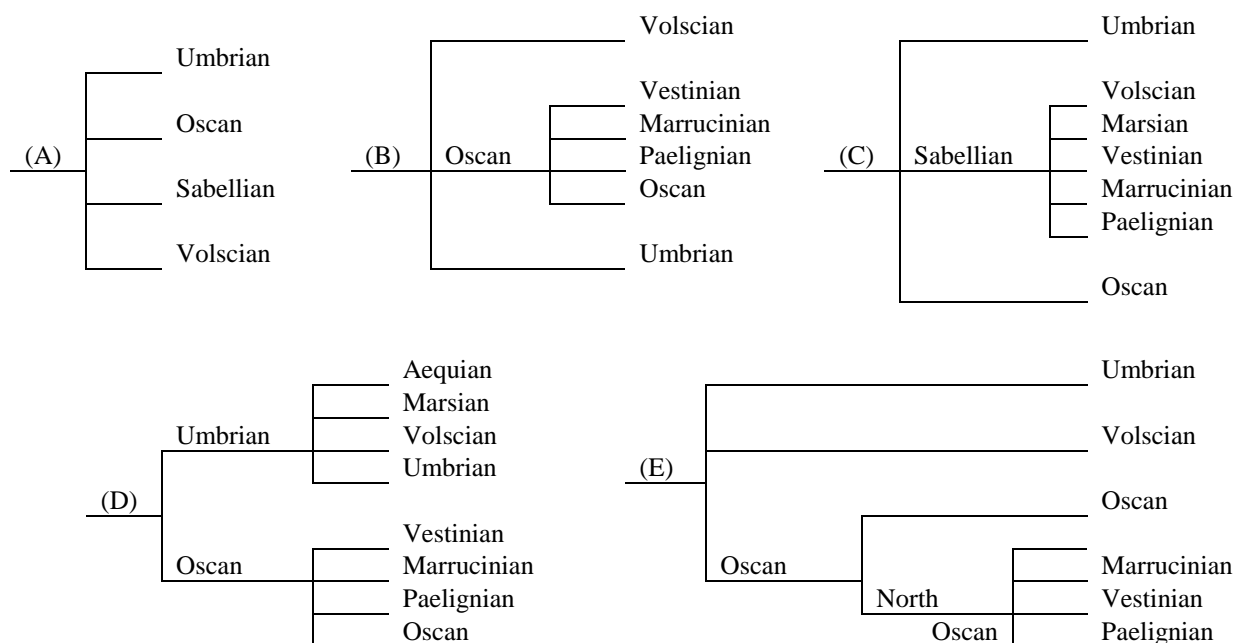 Umbrian
Oscan
(A)
Sabellian
Volscian
Volscian
Vestinian
Marrucinian
(B)
Oscan
Paelignian
Oscan
Umbrian
Umbrian
Volscian
Marsian
(C)
Sabellian
Vestinian
Marrucinian
Paelignian
Oscan
Aequian
Marsian
Umbrian
Volscian
Umbrian
(D)
Vestinian
Oscan
Marrucinian
Paelignian
Oscan
Umbrian
Volscian
(E)
Oscan
Oscan
Marrucinian
North
Vestinian
Oscan
Paelignian